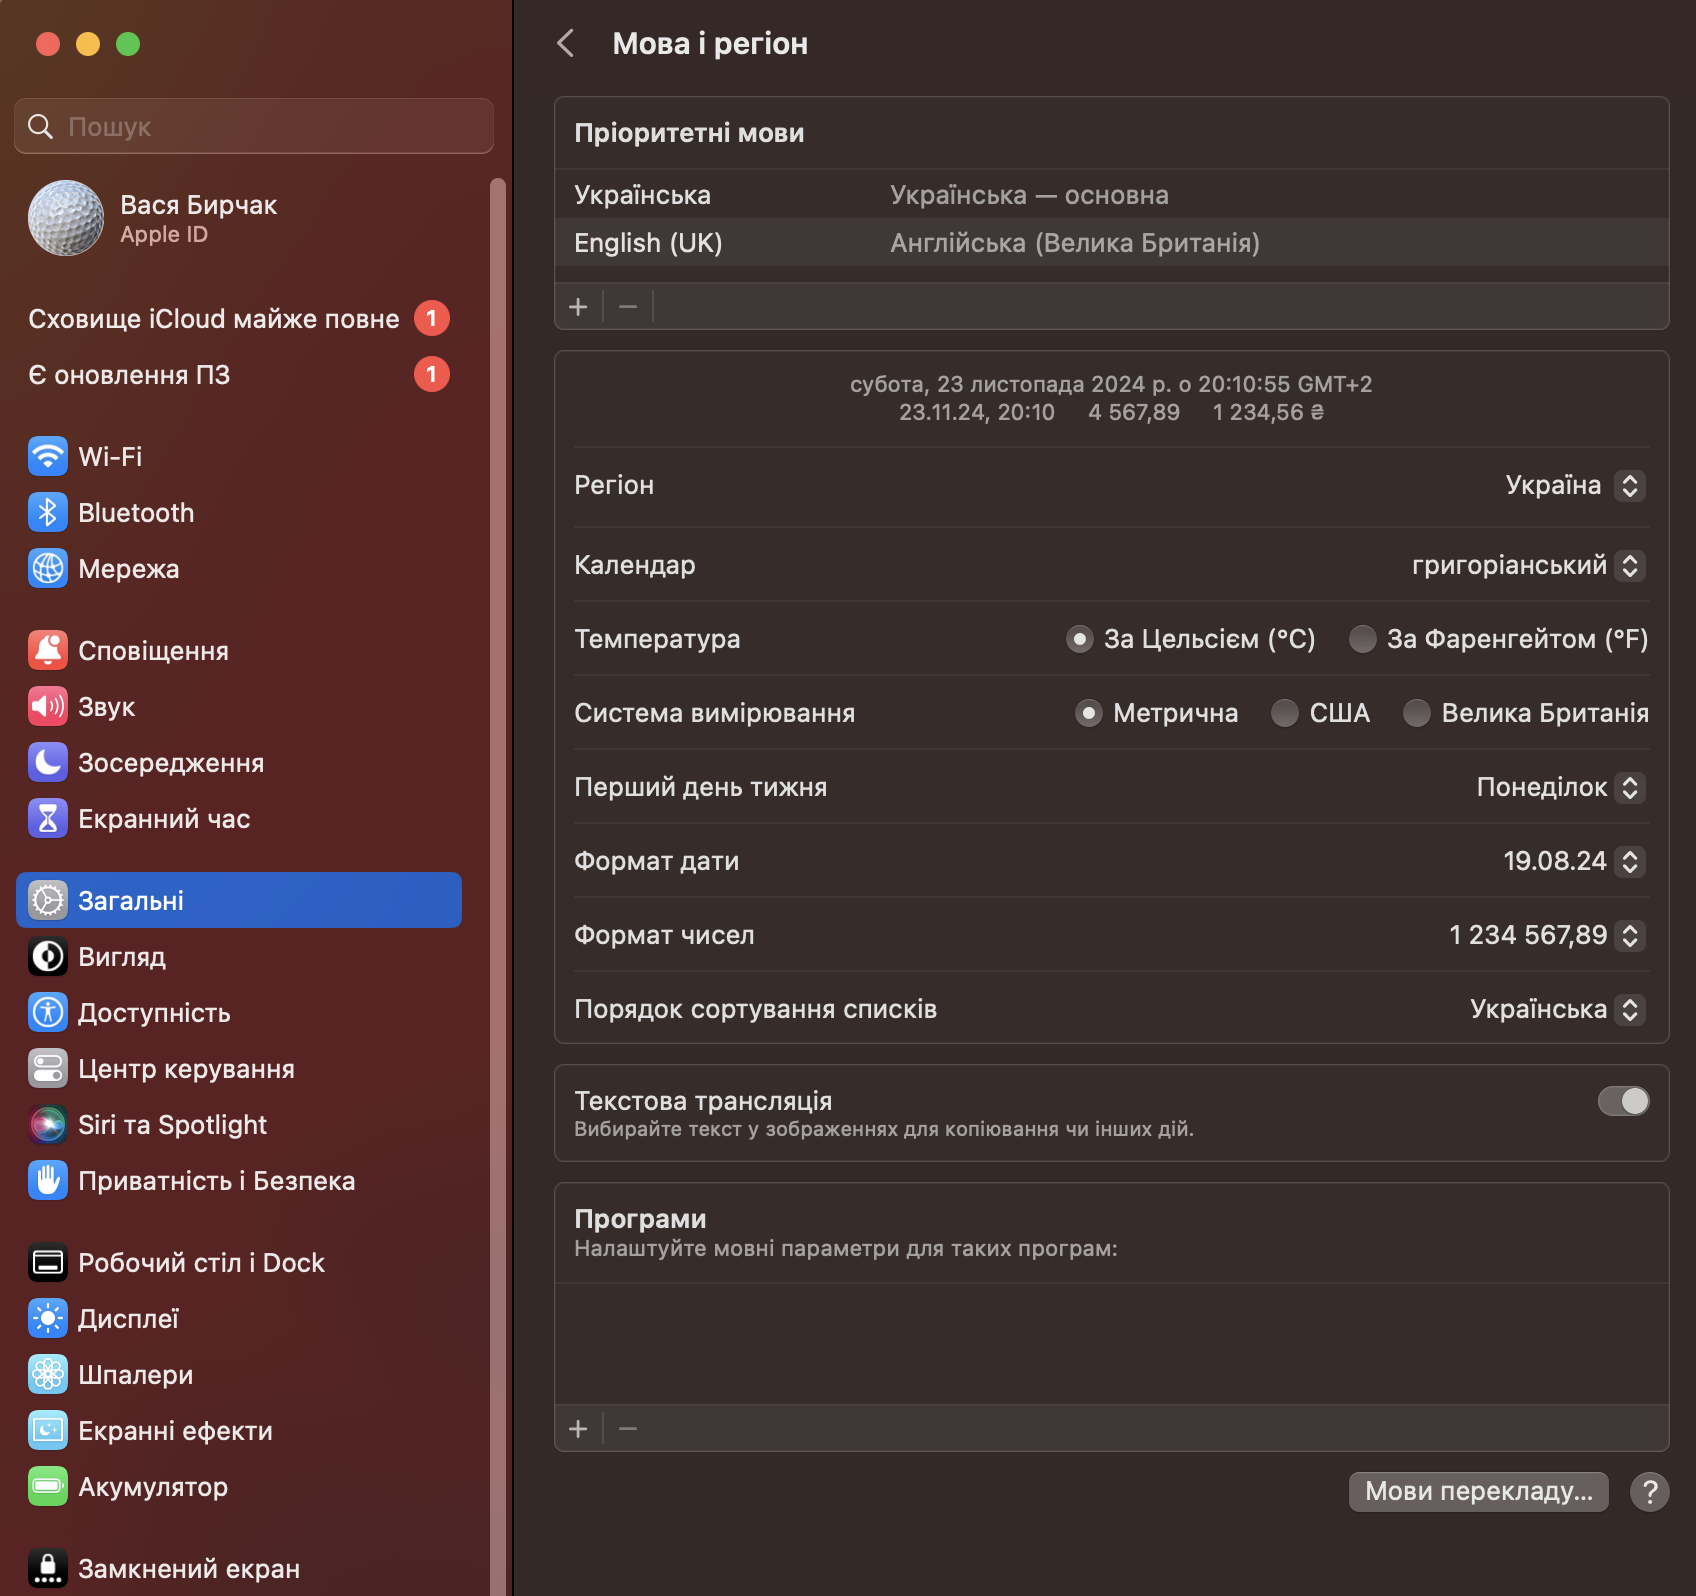 Пошук
Вася Бирчак
Apple ID
Сховище iCloud майже повне 1
Є оновлення ПЗ 1
Wi-Fi
Bluetooth
Мережа
Сповіщення
Звук
Зосередження
Екранний час
Загальні
Вигляд
Доступність
Центр керування
Siri та Spotlight
Приватність і Безпека
Робочий стіл і Dock
Дисплеї
Шпалери
Екранні ефекти
Акумулятор
Замкнений екран
Мова і регіон
Пріоритетні мови
Українська Українська — основна
English (UK) Англійська (Велика Британія)
+ −
субота, 23 листопада 2024 р. о 20:10:55 GMT+2
23.11.24, 20:10 4 567,89 1 234,56 ₴
Регіон Україна
Календар григоріанський
Температура За Цельсієм (°C) За Фаренгейтом (°F)
Система вимірювання Метрична США Велика Британія
Перший день тижня Понеділок
Формат дати 19.08.24
Формат чисел 1 234 567,89
Порядок сортування списків Українська
Текстова трансляція
Вибирайте текст у зображеннях для копіювання чи інших дій.
Програми
Налаштуйте мовні параметри для таких програм:
+ −
Мови перекладу... ?